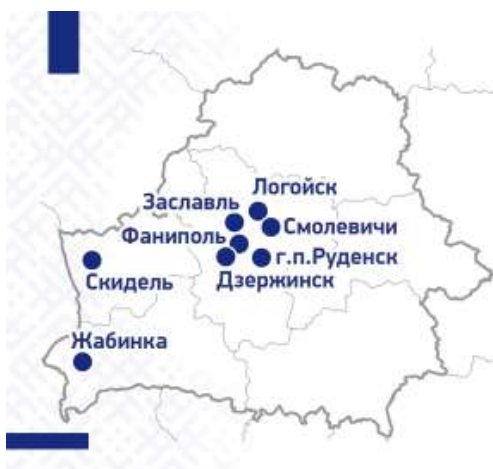 Логойск
Заславль
Смолевичи
Фаниполь
г.п.Руденск
Скидель
Дзержинск
Жабинка